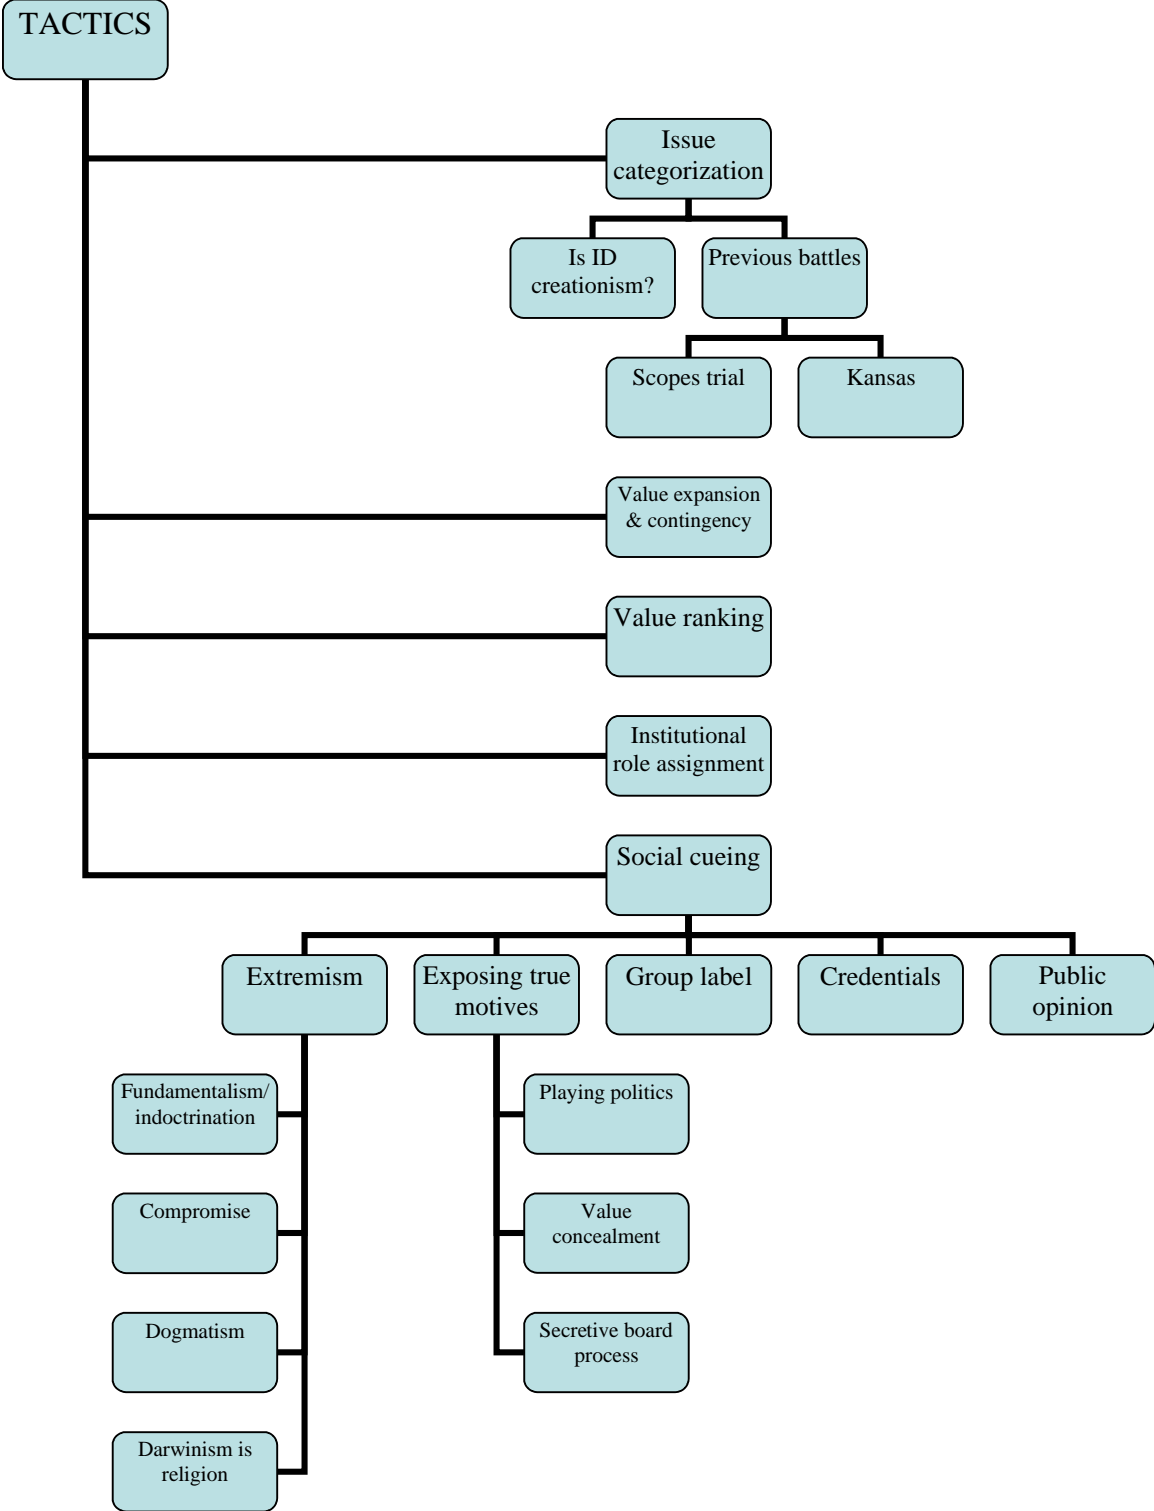 TACTICS
Issue
categorization
Is ID
creationism?
Previous battles
Scopes trial
Kansas
Value expansion
& contingency
Value ranking
Institutional
role assignment
Social cueing
Extremism
Exposing true
motives
Group label
Credentials
Public
opinion
Fundamentalism/
indoctrination
Playing politics
Compromise
Value
concealment
Dogmatism
Secretive board
process
Darwinism is
religion